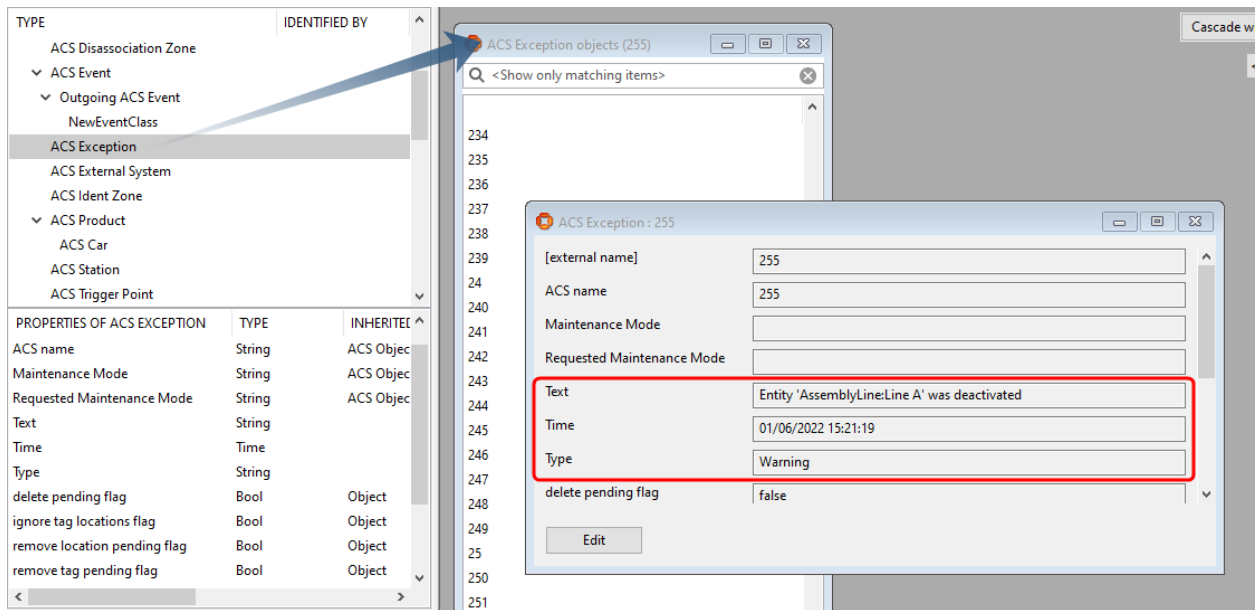 TYPE IDENTIFIED BY
ACS Disassociation Zone
ACS Event
Outgoing ACS Event
NewEventClass
ACS Exception
ACS External System
ACS Ident Zone
ACS Product
ACS Car
ACS Station
ACS Trigger Point
PROPERTIES OF ACS EXCEPTION TYPE INHERITED
ACS name String ACS Objec
Maintenance Mode String ACS Objec
Requested Maintenance Mode String ACS Objec
Text String
Time Time
Type String
delete pending flag Bool Object
ignore tag locations flag Bool Object
remove location pending flag Bool Object
remove tag pending flag Bool Object
ACS Exception objects (255)
<Show only matching items>
234
235
236
237
238
239
24
240
241
242
243
244
245
246
247
248
249
25
250
251
ACS Exception : 255
[external name] 255
ACS name 255
Maintenance Mode
Requested Maintenance Mode
Text Entity 'AssemblyLine:Line A' was deactivated
Time 01/06/2022 15:21:19
Type Warning
delete pending flag false
Edit
Cascade w